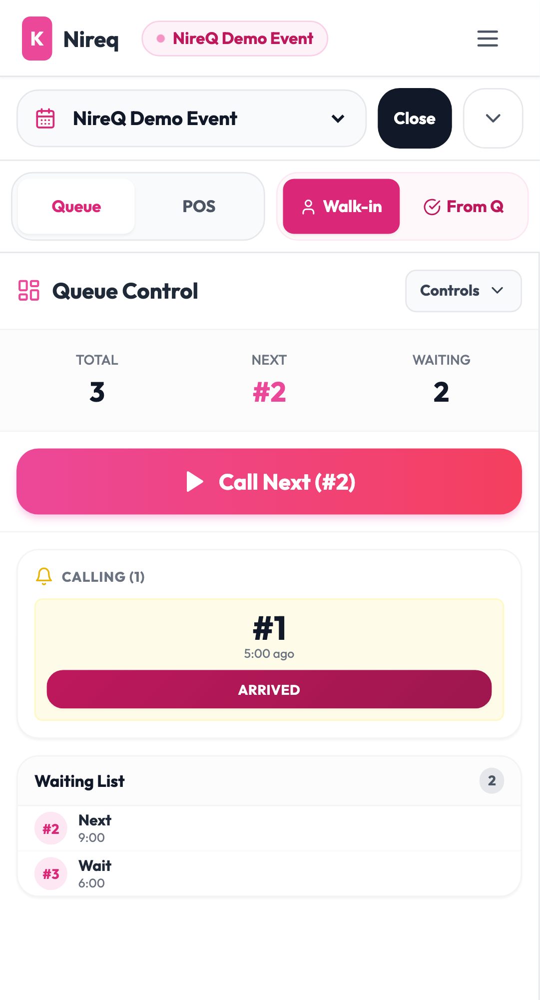 K Nireq NireQ Demo Event
NireQ Demo Event Close
Queue POS Walk-in From Q
Queue Control Controls
TOTAL NEXT WAITING
3 #2 2
Call Next (#2)
CALLING (1)
#1
5:00 ago
ARRIVED
Waiting List 2
#2 Next
9:00
#3 Wait
6:00